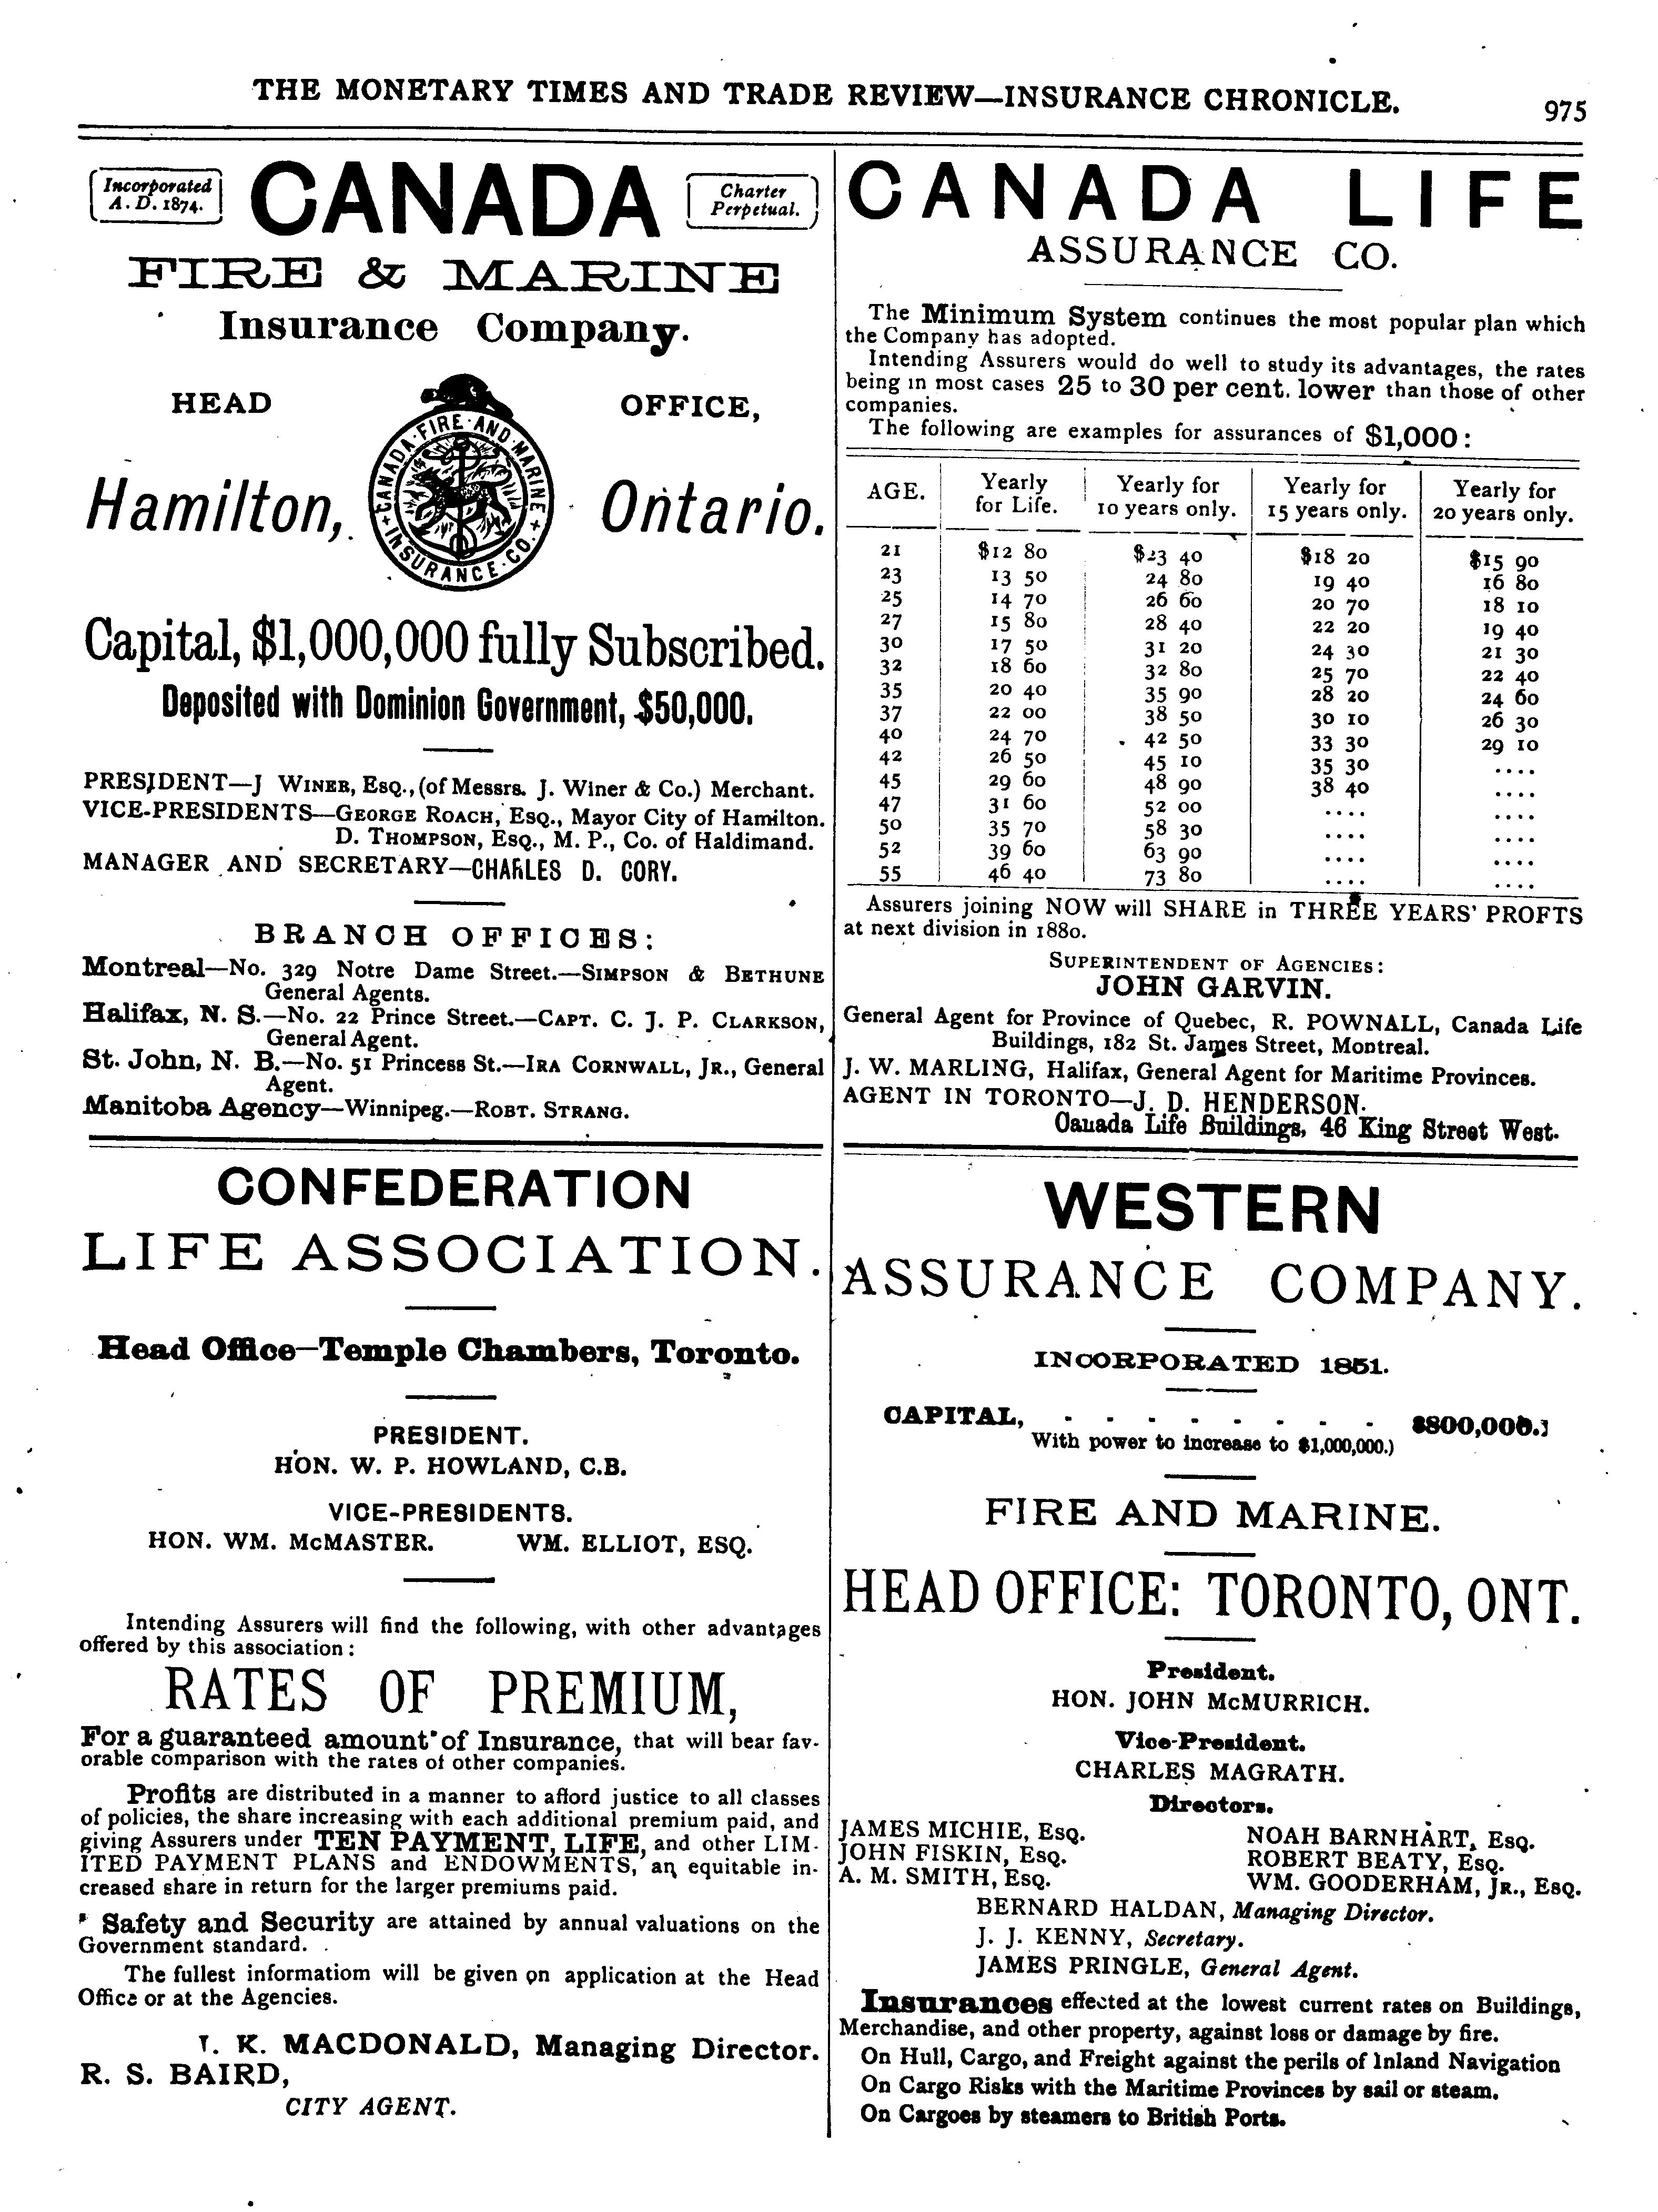 THE MONETARY TIMES AND TRADE REVIEW—INSURANCE CHRONICLE.
975
Incorporated
A. D. 1874.
CANADA
Charter
Perpetual.
FIRE & MARINE
Insurance Company.
HEAD OFFICE,
CANADA·FIRE·AND·MARINE
INSURANCE·CO.
Hamilton, Ontario.
Capital, $1,000,000 fully Subscribed.
Deposited with Dominion Government, $50,000.
PRESIDENT—J WINER, ESQ., (of Messrs. J. Winer & Co.) Merchant.
VICE-PRESIDENTS—GEORGE ROACH, ESQ., Mayor City of Hamilton.
D. THOMPSON, ESQ., M. P., Co. of Haldimand.
MANAGER AND SECRETARY—CHARLES D. CORY.
BRANCH OFFICES:
Montreal—No. 329 Notre Dame Street.—SIMPSON & BETHUNE
General Agents.
Halifax, N. S.—No. 22 Prince Street.—CAPT. C. J. P. CLARKSON,
General Agent.
St. John, N. B.—No. 51 Princess St.—IRA CORNWALL, JR., General
Agent.
Manitoba Agency—Winnipeg.—ROBT. STRANG.
CONFEDERATION
LIFE ASSOCIATION.
Head Office—Temple Chambers, Toronto.
PRESIDENT.
HON. W. P. HOWLAND, C.B.
VICE-PRESIDENTS.
HON. WM. McMASTER. WM. ELLIOT, ESQ.
Intending Assurers will find the following, with other advantages
offered by this association:
RATES OF PREMIUM,
For a guaranteed amount of Insurance, that will bear fav-
orable comparison with the rates of other companies.
Profits are distributed in a manner to afford justice to all classes
of policies, the share increasing with each additional premium paid, and
giving Assurers under TEN PAYMENT, LIFE, and other LIM-
ITED PAYMENT PLANS and ENDOWMENTS, an equitable in-
creased share in return for the larger premiums paid.
Safety and Security are attained by annual valuations on the
Government standard.
The fullest informatiom will be given on application at the Head
Office or at the Agencies.
K. MACDONALD, Managing Director.
R. S. BAIRD,
CITY AGENT.
CANADA LIFE
ASSURANCE CO.
The Minimum System continues the most popular plan which
the Company has adopted.
Intending Assurers would do well to study its advantages, the rates
being in most cases 25 to 30 per cent. lower than those of other
companies.
The following are examples for assurances of $1,000:
AGE. Yearly for Life. Yearly for 10 years only. Yearly for 15 years only. Yearly for 20 years only.
21 $12 80 $23 40 $18 20 $15 90
23 13 50 24 80 19 40 16 80
25 14 70 26 60 20 70 18 10
27 15 80 28 40 22 20 19 40
30 17 50 31 20 24 30 21 30
32 18 60 32 80 25 70 22 40
35 20 40 35 90 28 20 24 60
37 22 00 38 50 30 10 26 30
40 24 70 42 50 33 30 29 10
42 26 50 45 10 35 30 ....
45 29 60 48 90 38 40 ....
47 31 60 52 00 .... ....
50 35 70 58 30 .... ....
52 39 60 63 90 .... ....
55 46 40 73 80 .... ....
Assurers joining NOW will SHARE in THREE YEARS' PROFTS
at next division in 1880.
SUPERINTENDENT OF AGENCIES:
JOHN GARVIN.
General Agent for Province of Quebec, R. POWNALL, Canada Life
Buildings, 182 St. James Street, Montreal.
J. W. MARLING, Halifax, General Agent for Maritime Provinces.
AGENT IN TORONTO—J. D. HENDERSON.
Canada Life Buildings, 46 King Street West.
WESTERN
ASSURANCE COMPANY.
INCORPORATED 1851.
CAPITAL, - - - - - - - - $800,000.
With power to increase to $1,000,000.)
FIRE AND MARINE.
HEAD OFFICE: TORONTO, ONT.
President.
HON. JOHN McMURRICH.
Vice-President.
CHARLES MAGRATH.
Directors.
JAMES MICHIE, ESQ. NOAH BARNHART, ESQ.
JOHN FISKIN, ESQ. ROBERT BEATY, ESQ.
A. M. SMITH, ESQ. WM. GOODERHAM, JR., ESQ.
BERNARD HALDAN, Managing Director.
J. J. KENNY, Secretary.
JAMES PRINGLE, General Agent.
Insurances effected at the lowest current rates on Buildings,
Merchandise, and other property, against loss or damage by fire.
On Hull, Cargo, and Freight against the perils of Inland Navigation
On Cargo Risks with the Maritime Provinces by sail or steam.
On Cargoes by steamers to British Ports.